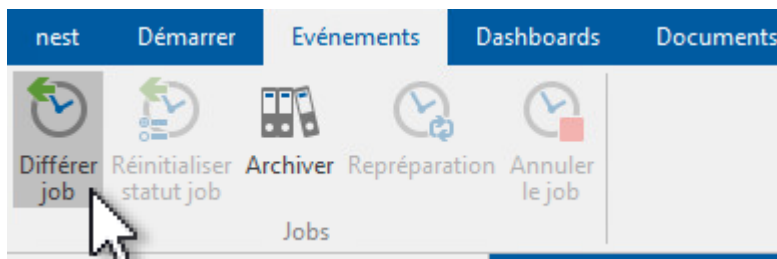 nest Démarrer Evénements Dashboards Documents
Différer Réinitialiser Archiver Repréparation Annuler
job statut job le job
Jobs